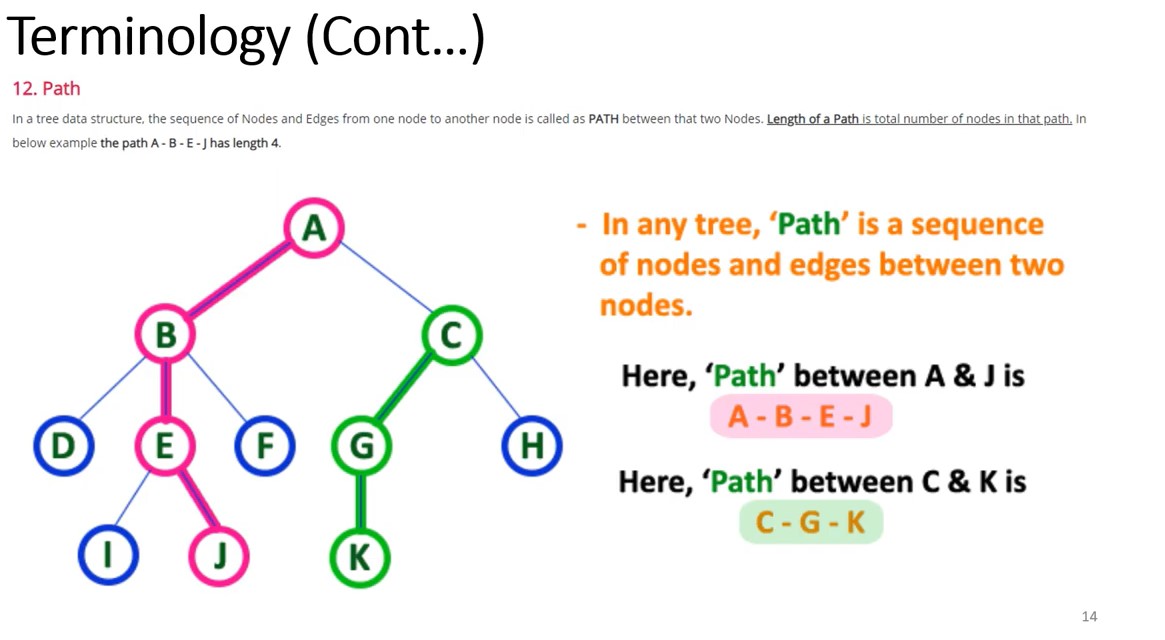 Terminology (Cont...)
12. Path
In a tree data structure, the sequence of Nodes and Edges from one node to another node is called as PATH between that two Nodes. Length of a Path is total number of nodes in that path. In
below example the path A - B - E - J has length 4.
- In any tree, ‘Path’ is a sequence
of nodes and edges between two
nodes.
Here, ‘Path’ between A & J is
A - B - E - J
Here, ‘Path’ between C & K is
C - G - K
A
B
C
D
E
F
G
H
I
J
K
14